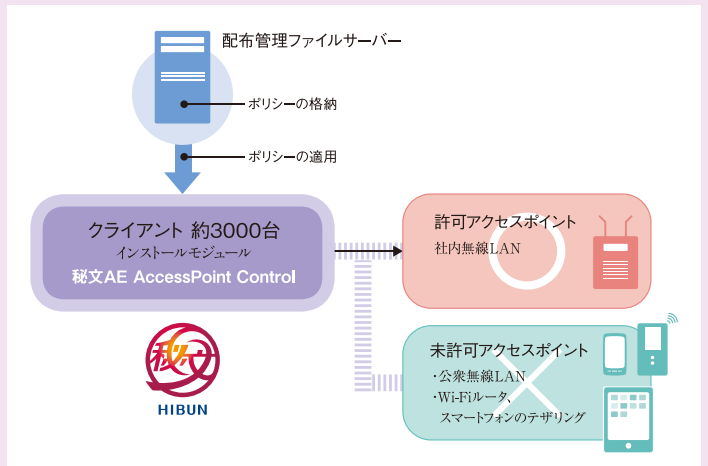 配布管理ファイルサーバー
ポリシーの格納
ポリシーの適用
クライアント 約3000台
インストールモジュール
秘文AE AccessPoint Control
許可アクセスポイント
社内無線LAN
未許可アクセスポイント
・公衆無線LAN
・Wi-Fiルータ、
スマートフォンのテザリング
秘文
HIBUN